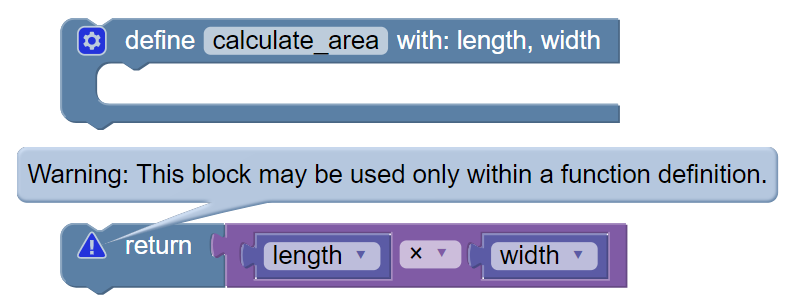 define calculate_area with: length, width
Warning: This block may be used only within a function definition.
return length × width